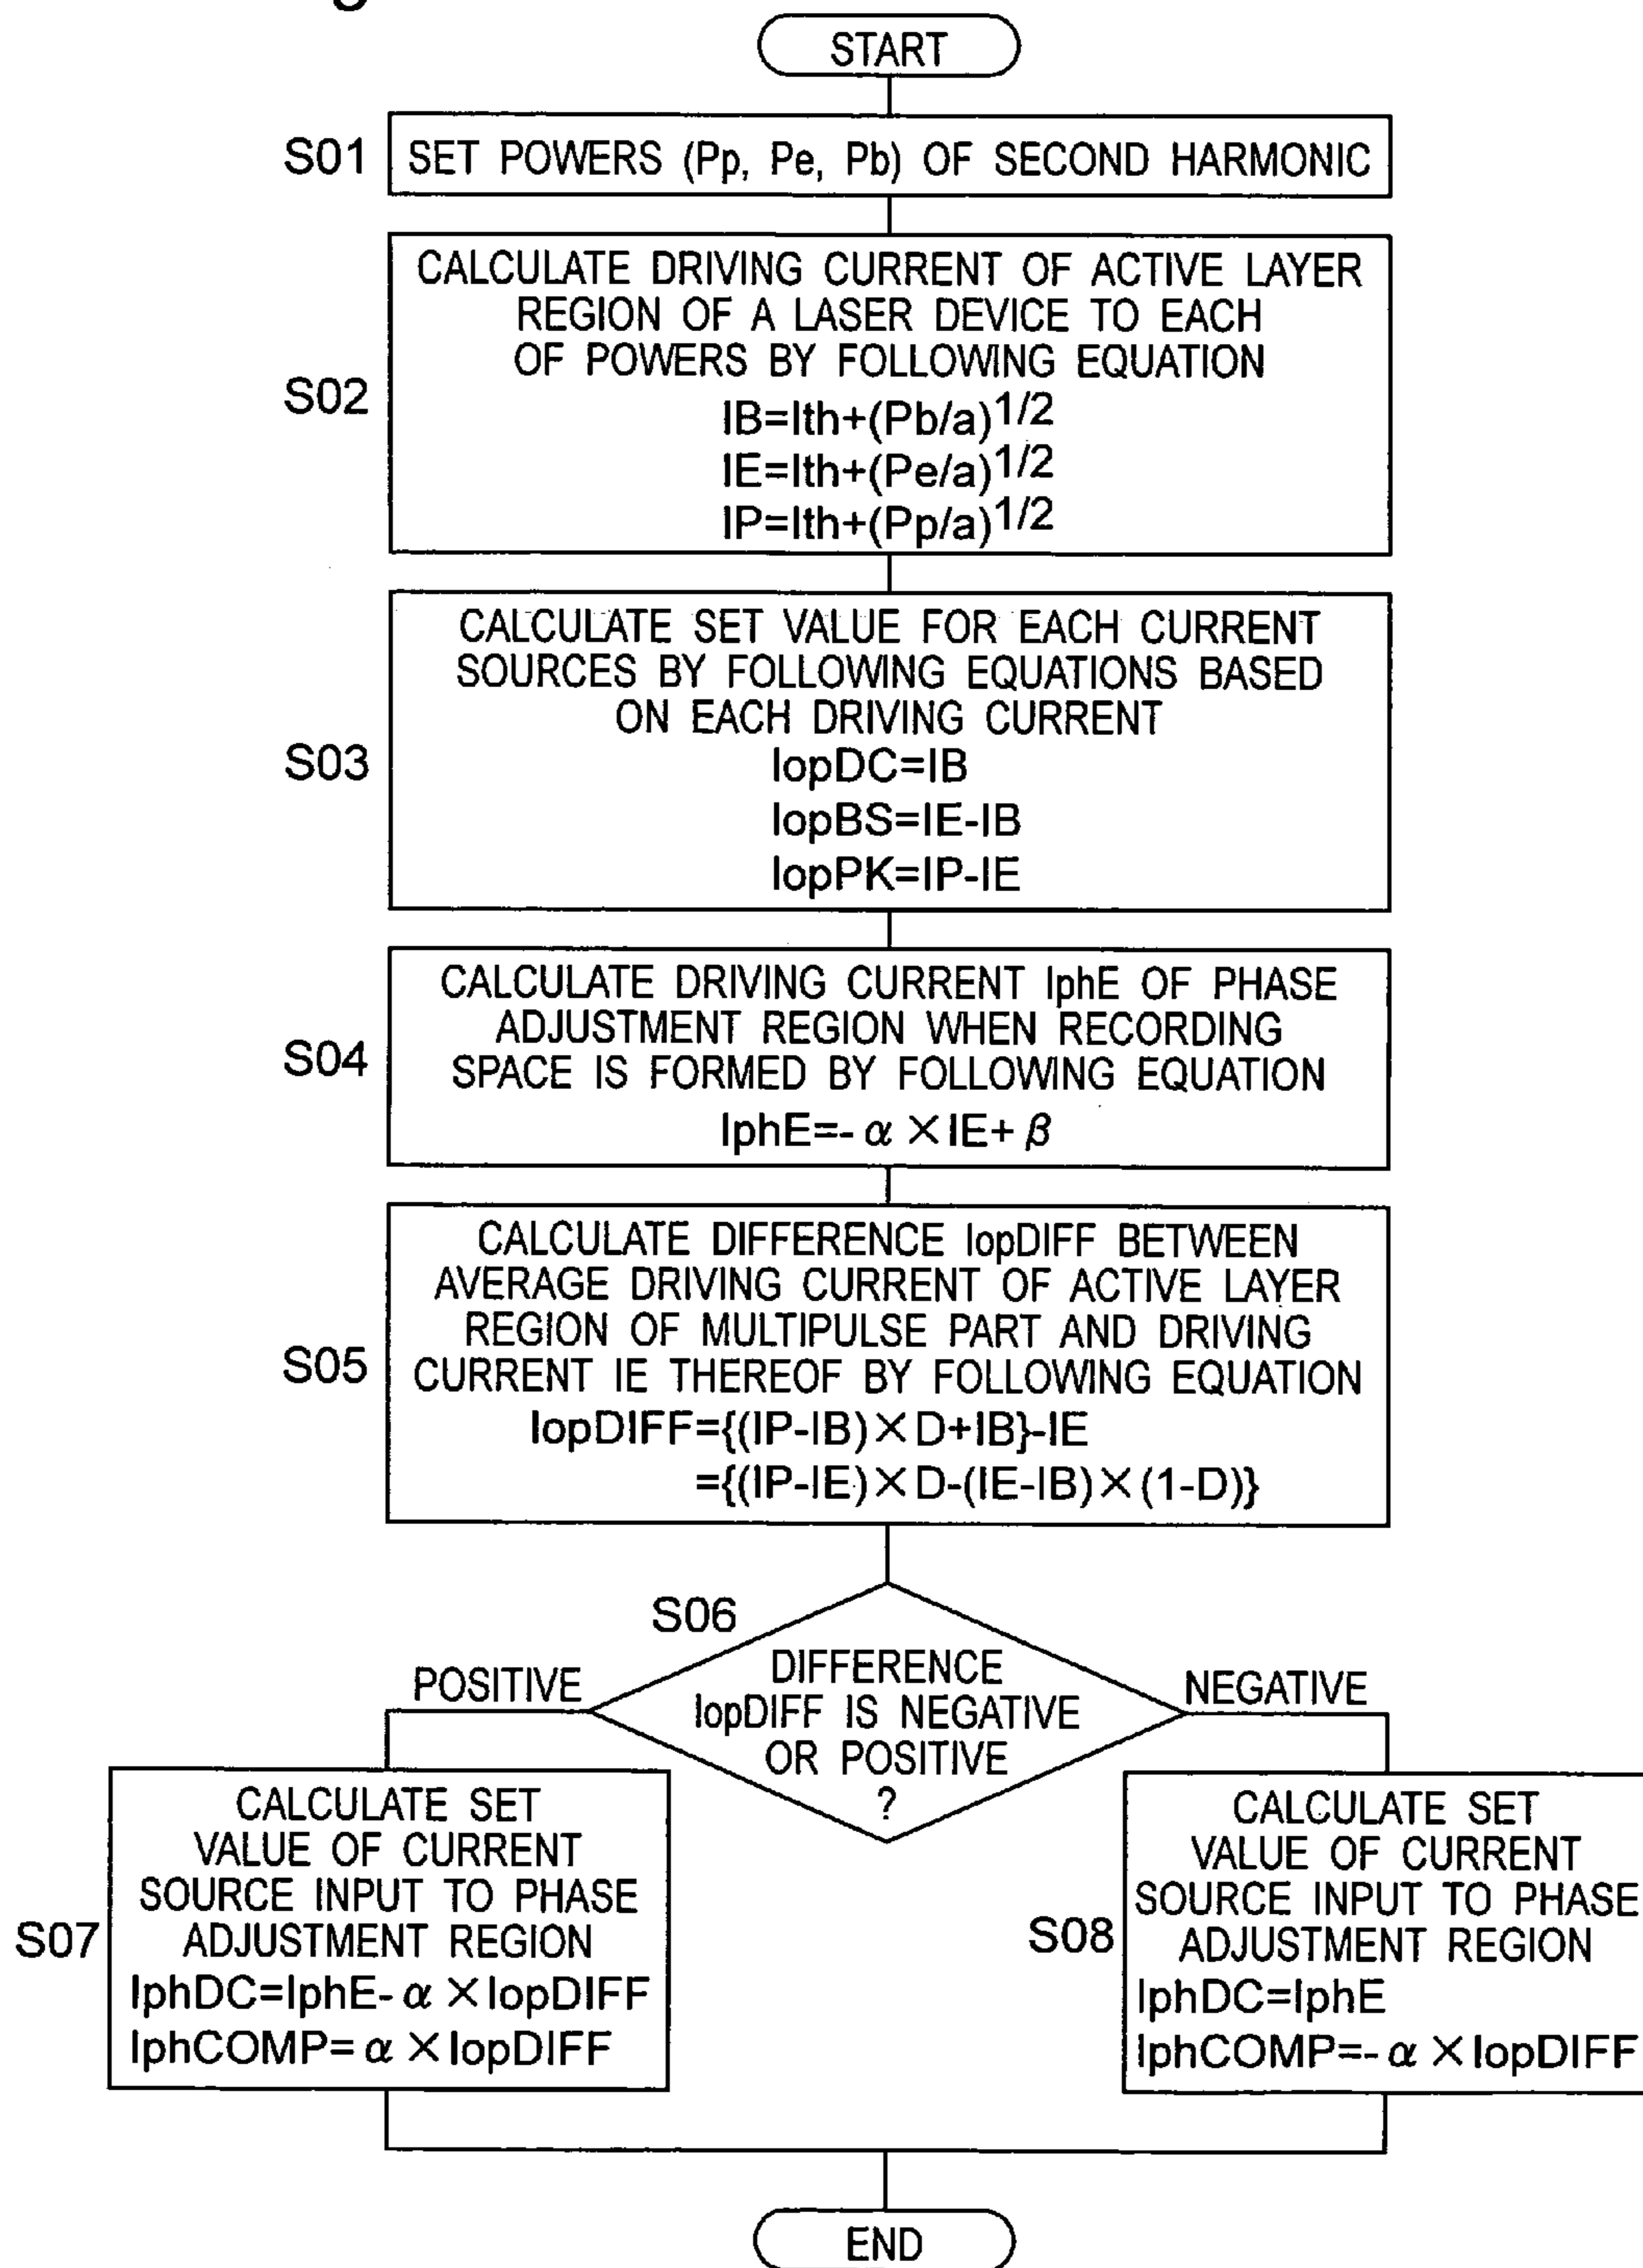 START
S01
SET POWERS (Pp, Pe, Pb) OF SECOND HARMONIC
S02
CALCULATE DRIVING CURRENT OF ACTIVE LAYER
REGION OF A LASER DEVICE TO EACH
OF POWERS BY FOLLOWING EQUATION
IB=Ith+(Pb/a)1/2
IE=Ith+(Pe/a)1/2
IP=Ith+(Pp/a)1/2
S03
CALCULATE SET VALUE FOR EACH CURRENT
SOURCES BY FOLLOWING EQUATIONS BASED
ON EACH DRIVING CURRENT
IopDC=IB
IopBS=IE-IB
IopPK=IP-IE
S04
CALCULATE DRIVING CURRENT IphE OF PHASE
ADJUSTMENT REGION WHEN RECORDING
SPACE IS FORMED BY FOLLOWING EQUATION
IphE=-α×IE+β
S05
CALCULATE DIFFERENCE IopDIFF BETWEEN
AVERAGE DRIVING CURRENT OF ACTIVE LAYER
REGION OF MULTIPULSE PART AND DRIVING
CURRENT IE THEREOF BY FOLLOWING EQUATION
IopDIFF={(IP-IB)×D+IB}-IE
={(IP-IE)×D-(IE-IB)×(1-D)}
S06
DIFFERENCE
IopDIFF IS NEGATIVE
OR POSITIVE
?
POSITIVE
NEGATIVE
S07
CALCULATE SET
VALUE OF CURRENT
SOURCE INPUT TO PHASE
ADJUSTMENT REGION
IphDC=IphE-α×IopDIFF
IphCOMP=α×IopDIFF
S08
CALCULATE SET
VALUE OF CURRENT
SOURCE INPUT TO PHASE
ADJUSTMENT REGION
IphDC=IphE
IphCOMP=-α×IopDIFF
END